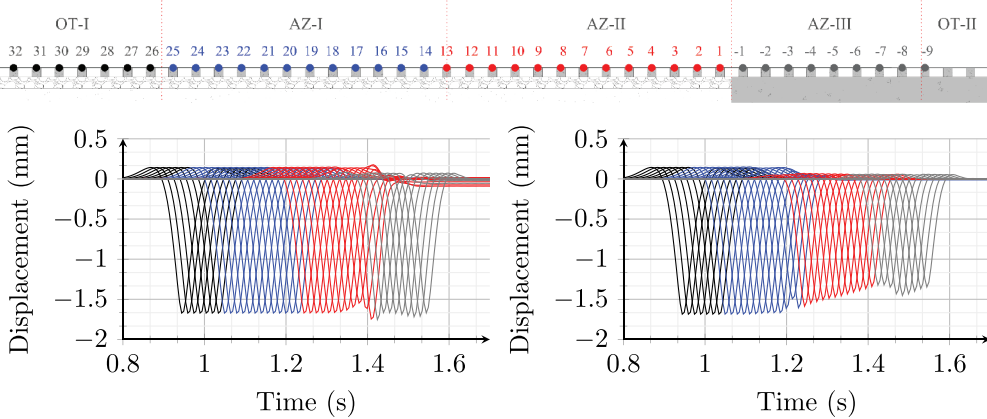 OT-I AZ-I AZ-II AZ-III OT-II
32 31 30 29 28 27 26 25 24 23 22 21 20 19 18 17 16 15 14 13 12 11 10 9 8 7 6 5 4 3 2 1 -1 -2 -3 -4 -5 -6 -7 -8 -9
Displacement (mm)
0.5
0
−0.5
−1
−1.5
−2
0.8 1 1.2 1.4 1.6
Time (s)
Displacement (mm)
0.5
0
−0.5
−1
−1.5
−2
0.8 1 1.2 1.4 1.6
Time (s)